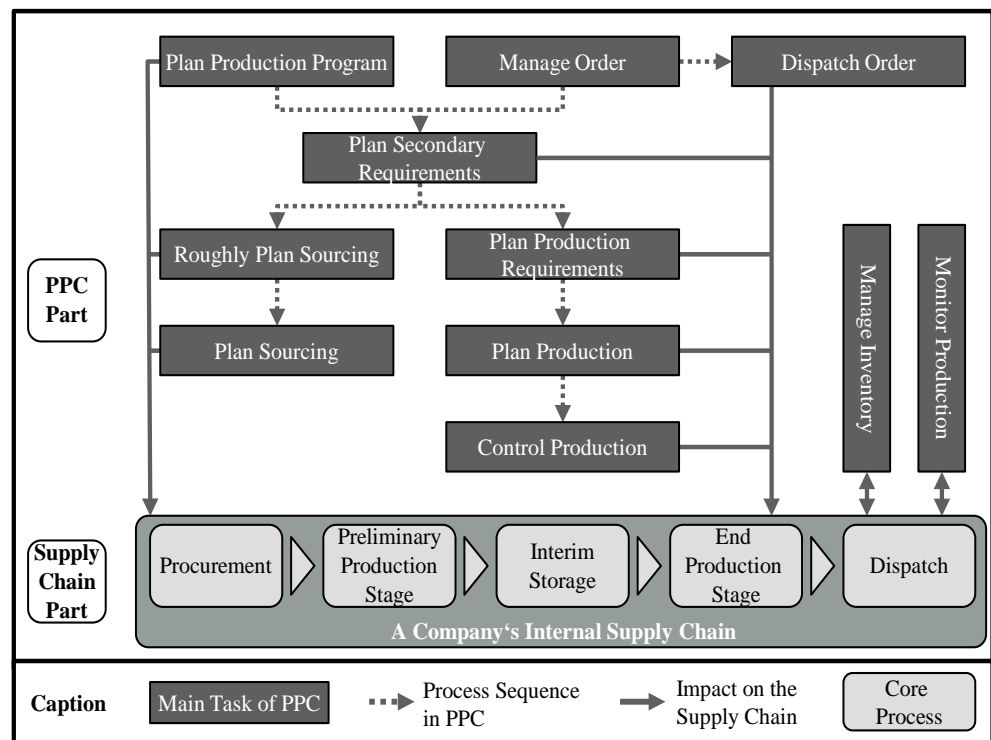 Plan Production Program
Manage Order
Dispatch Order
Plan Secondary
Requirements
Roughly Plan Sourcing
Plan Production
Requirements
Plan Sourcing
Plan Production
Control Production
Manage Inventory
Monitor Production
PPC
Part
Supply
Chain
Part
Procurement
Preliminary
Production
Stage
Interim
Storage
End
Production
Stage
Dispatch
A Company‘s Internal Supply Chain
Caption
Main Task of PPC
Process Sequence
in PPC
Impact on the
Supply Chain
Core
Process